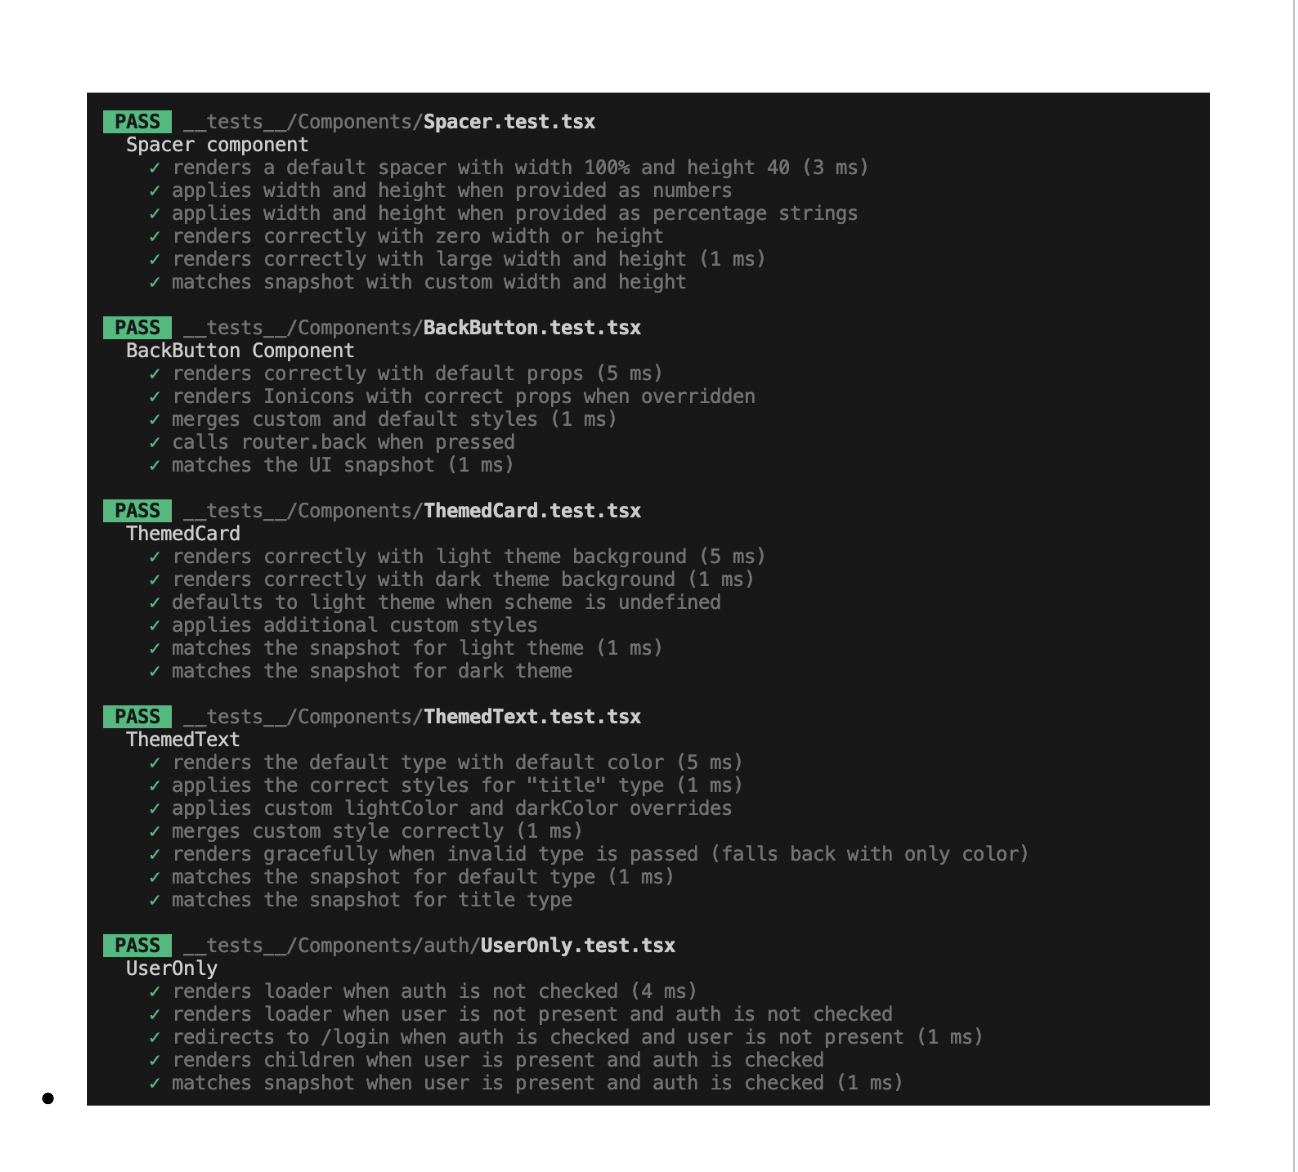 PASS __tests__/Components/Spacer.test.tsx
Spacer component
✓ renders a default spacer with width 100% and height 40 (3 ms)
✓ applies width and height when provided as numbers
✓ applies width and height when provided as percentage strings
✓ renders correctly with zero width or height
✓ renders correctly with large width and height (1 ms)
✓ matches snapshot with custom width and height
PASS __tests__/Components/BackButton.test.tsx
BackButton Component
✓ renders correctly with default props (5 ms)
✓ renders Ionicons with correct props when overridden
✓ merges custom and default styles (1 ms)
✓ calls router.back when pressed
✓ matches the UI snapshot (1 ms)
PASS __tests__/Components/ThemedCard.test.tsx
ThemedCard
✓ renders correctly with light theme background (5 ms)
✓ renders correctly with dark theme background (1 ms)
✓ defaults to light theme when scheme is undefined
✓ applies additional custom styles
✓ matches the snapshot for light theme (1 ms)
✓ matches the snapshot for dark theme
PASS __tests__/Components/ThemedText.test.tsx
ThemedText
✓ renders the default type with default color (5 ms)
✓ applies the correct styles for "title" type (1 ms)
✓ applies custom lightColor and darkColor overrides
✓ merges custom style correctly (1 ms)
✓ renders gracefully when invalid type is passed (falls back with only color)
✓ matches the snapshot for default type (1 ms)
✓ matches the snapshot for title type
PASS __tests__/Components/auth/UserOnly.test.tsx
UserOnly
✓ renders loader when auth is not checked (4 ms)
✓ renders loader when user is not present and auth is not checked
✓ redirects to /login when auth is checked and user is not present (1 ms)
✓ renders children when user is present and auth is checked
✓ matches snapshot when user is present and auth is checked (1 ms)